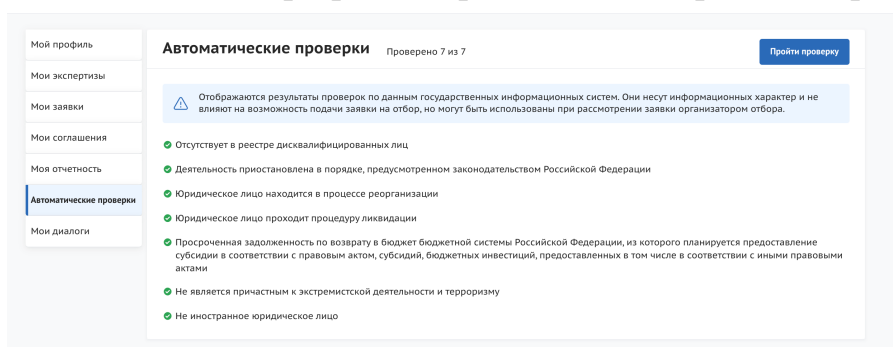 Мой профиль
Мои экспертизы
Мои заявки
Мои соглашения
Моя отчетность
Автоматические проверки
Мои диалоги
Автоматические проверки Проверено 7 из 7
Пройти проверку
Отображаются результаты проверок по данным государственных информационных систем. Они несут информационных характер и не
влияют на возможность подачи заявки на отбор, но могут быть использованы при рассмотрении заявки организатором отбора.
Отсутствует в реестре дисквалифицированных лиц
Деятельность приостановлена в порядке, предусмотренном законодательством Российской Федерации
Юридическое лицо находится в процессе реорганизации
Юридическое лицо проходит процедуру ликвидации
Просроченная задолженность по возврату в бюджет бюджетной системы Российской Федерации, из которого планируется предоставление
субсидии в соответствии с правовым актом, субсидий, бюджетных инвестиций, предоставленных в том числе в соответствии с иными правовыми
актами
Не является причастным к экстремистской деятельности и терроризму
Не иностранное юридическое лицо